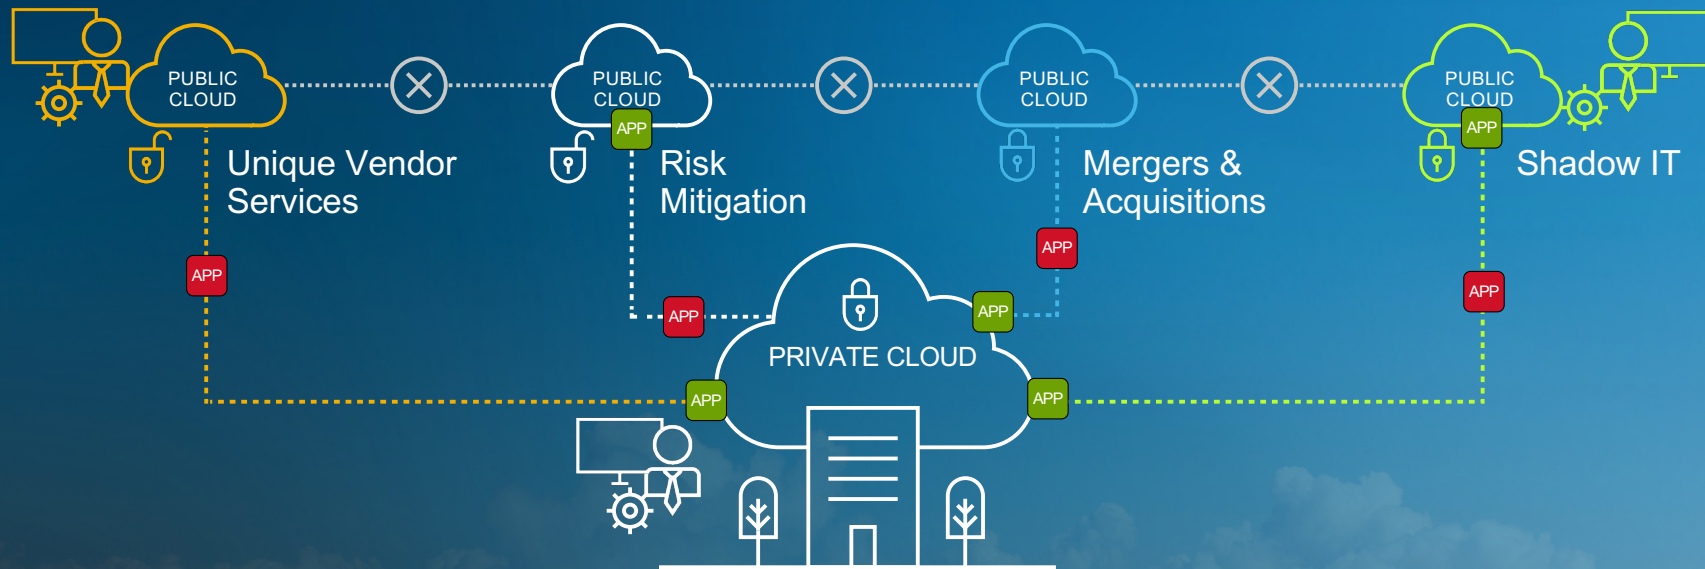 PUBLIC
CLOUD
PUBLIC
CLOUD
PUBLIC
CLOUD
PUBLIC
CLOUD
APP
APP
Unique Vendor
Services
Risk
Mitigation
Mergers &
Acquisitions
Shadow IT
APP
APP
APP
APP
APP
APP
PRIVATE CLOUD
APP
APP